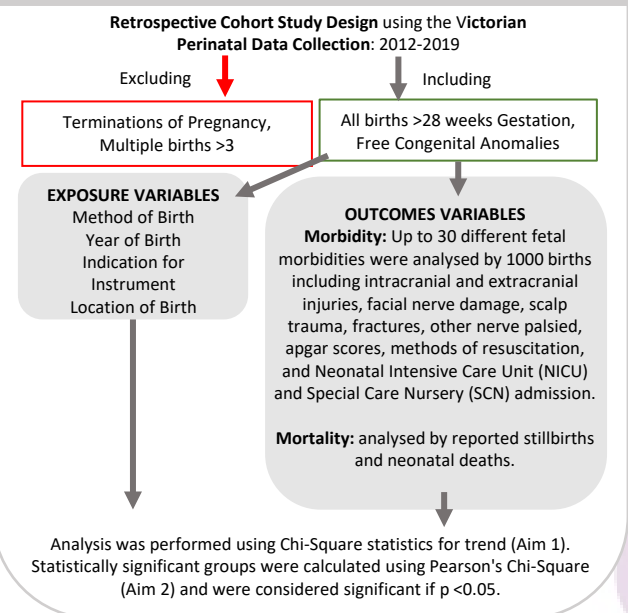 Retrospective Cohort Study Design using the Victorian
Perinatal Data Collection: 2012-2019
Excluding
Including
Terminations of Pregnancy,
Multiple births >3
All births >28 weeks Gestation,
Free Congenital Anomalies
EXPOSURE VARIABLES
Method of Birth
Year of Birth
Indication for
Instrument
Location of Birth
OUTCOMES VARIABLES
Morbidity: Up to 30 different fetal
morbidities were analysed by 1000 births
including intracranial and extracranial
injuries, facial nerve damage, scalp
trauma, fractures, other nerve palsied,
apgar scores, methods of resuscitation,
and Neonatal Intensive Care Unit (NICU)
and Special Care Nursery (SCN) admission.
Mortality: analysed by reported stillbirths
and neonatal deaths.
Analysis was performed using Chi-Square statistics for trend (Aim 1).
Statistically significant groups were calculated using Pearson's Chi-Square
(Aim 2) and were considered significant if p <0.05.